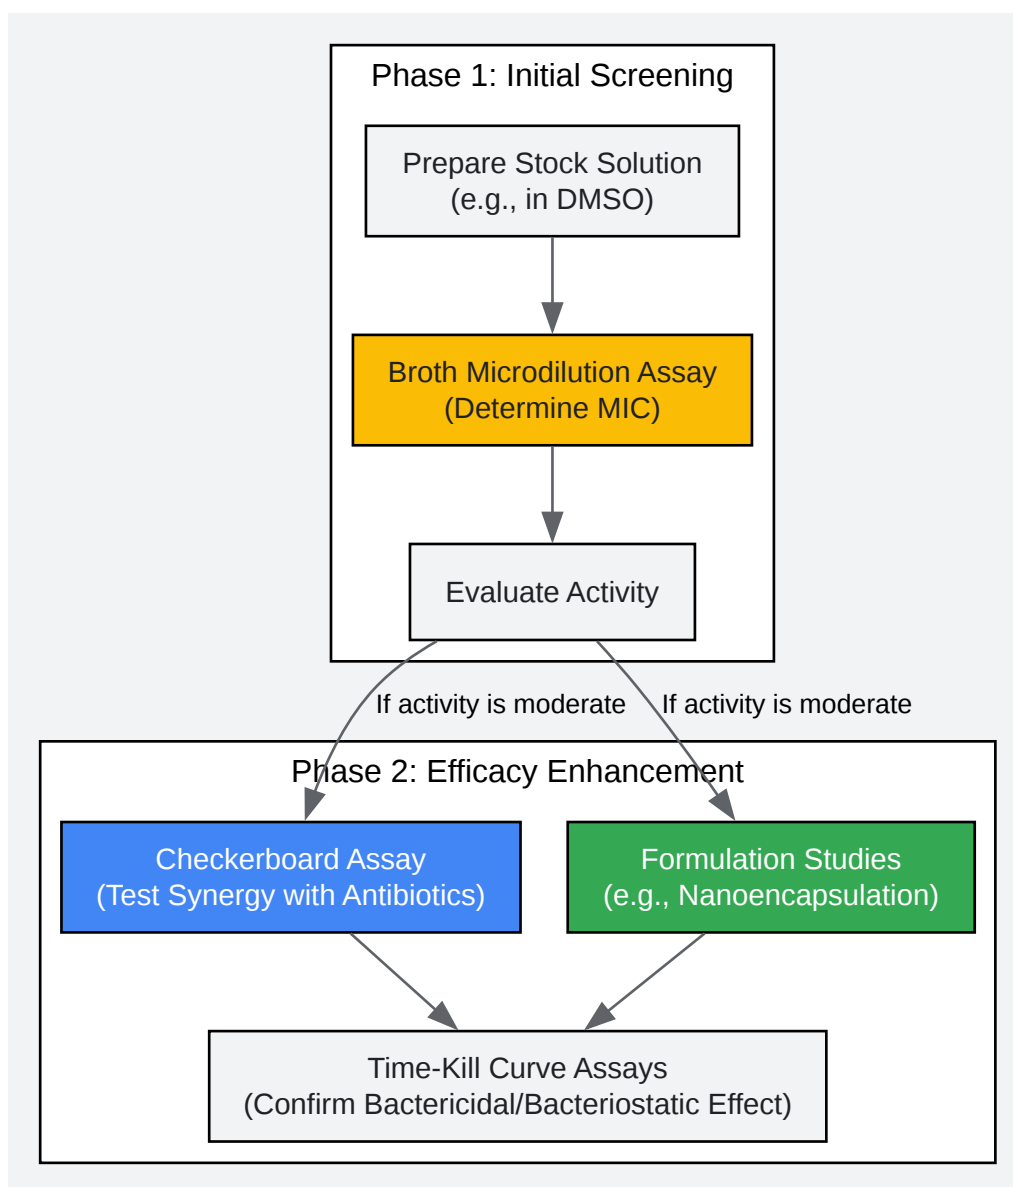 Phase 1: Initial Screening
Prepare Stock Solution
(e.g., in DMSO)
Broth Microdilution Assay
(Determine MIC)
Evaluate Activity
If activity is moderate
If activity is moderate
Phase 2: Efficacy Enhancement
Checkerboard Assay
(Test Synergy with Antibiotics)
Formulation Studies
(e.g., Nanoencapsulation)
Time-Kill Curve Assays
(Confirm Bactericidal/Bacteriostatic Effect)